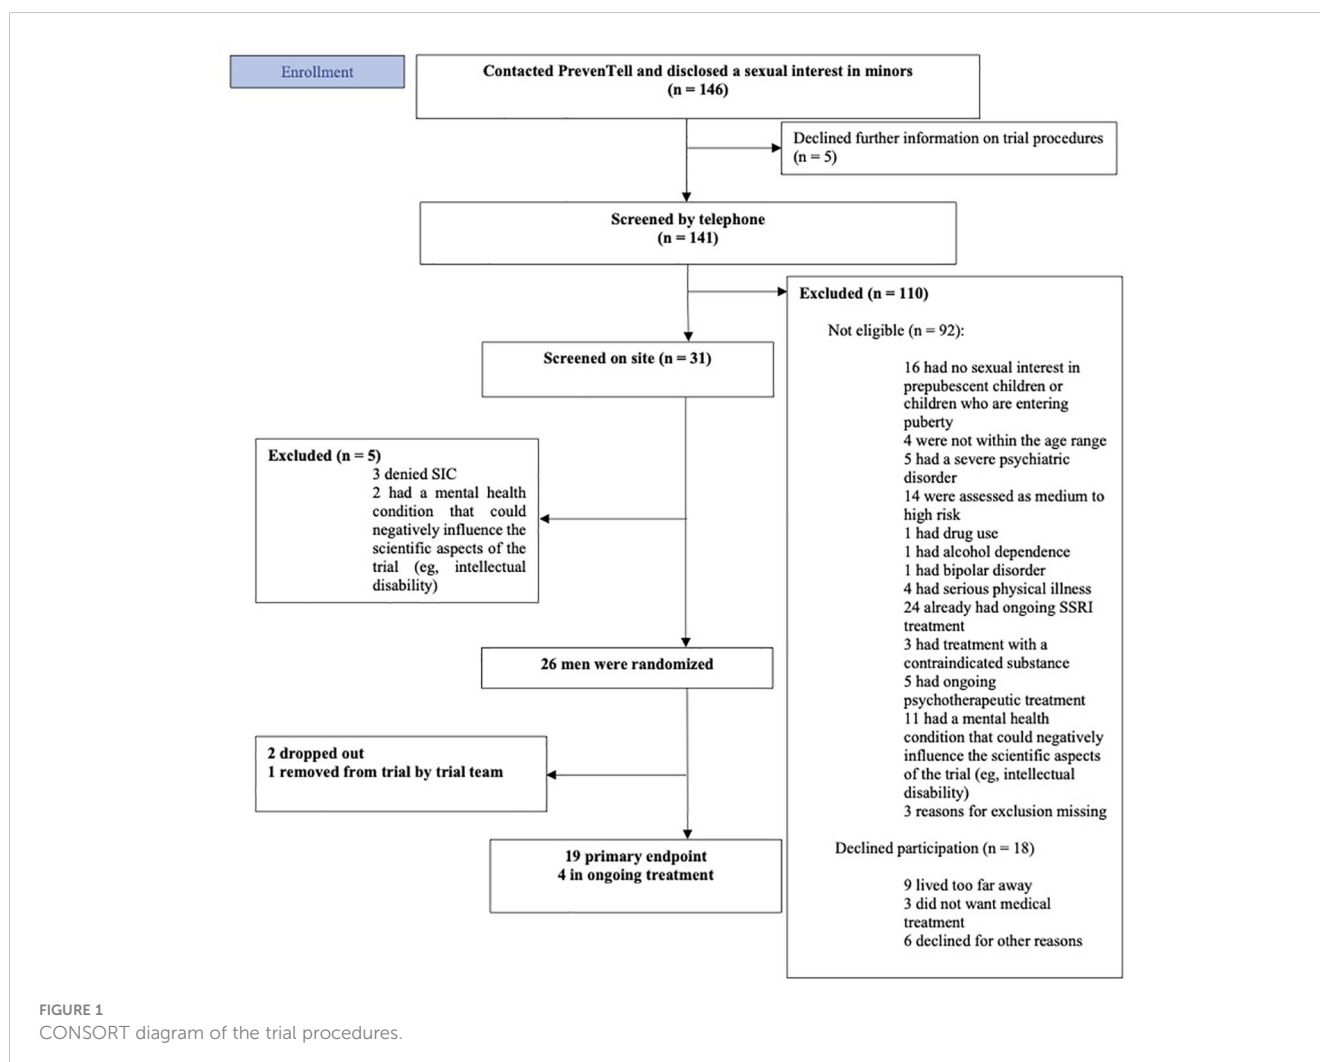 Enrollment
Contacted PrevenTell and disclosed a sexual interest in minors
(n = 146)
Declined further information on trial procedures
(n = 5)
Screened by telephone
(n = 141)
Excluded (n = 110)
Not eligible (n = 92):
16 had no sexual interest in
prepubescent children or
children who are entering
puberty
4 were not within the age range
5 had a severe psychiatric
disorder
14 were assessed as medium to
high risk
1 had drug use
1 had alcohol dependence
1 had bipolar disorder
4 had serious physical illness
24 already had ongoing SSRI
treatment
3 had treatment with a
contraindicated substance
5 had ongoing
psychotherapeutic treatment
11 had a mental health
condition that could negatively
influence the scientific aspects
of the trial (eg, intellectual
disability)
3 reasons for exclusion missing
Declined participation (n = 18)
9 lived too far away
3 did not want medical
treatment
6 declined for other reasons
Screened on site (n = 31)
Excluded (n = 5)
3 denied SIC
2 had a mental health
condition that could
negatively influence the
scientific aspects of the
trial (eg, intellectual
disability)
26 men were randomized
2 dropped out
1 removed from trial by trial team
19 primary endpoint
4 in ongoing treatment
FIGURE 1
CONSORT diagram of the trial procedures.